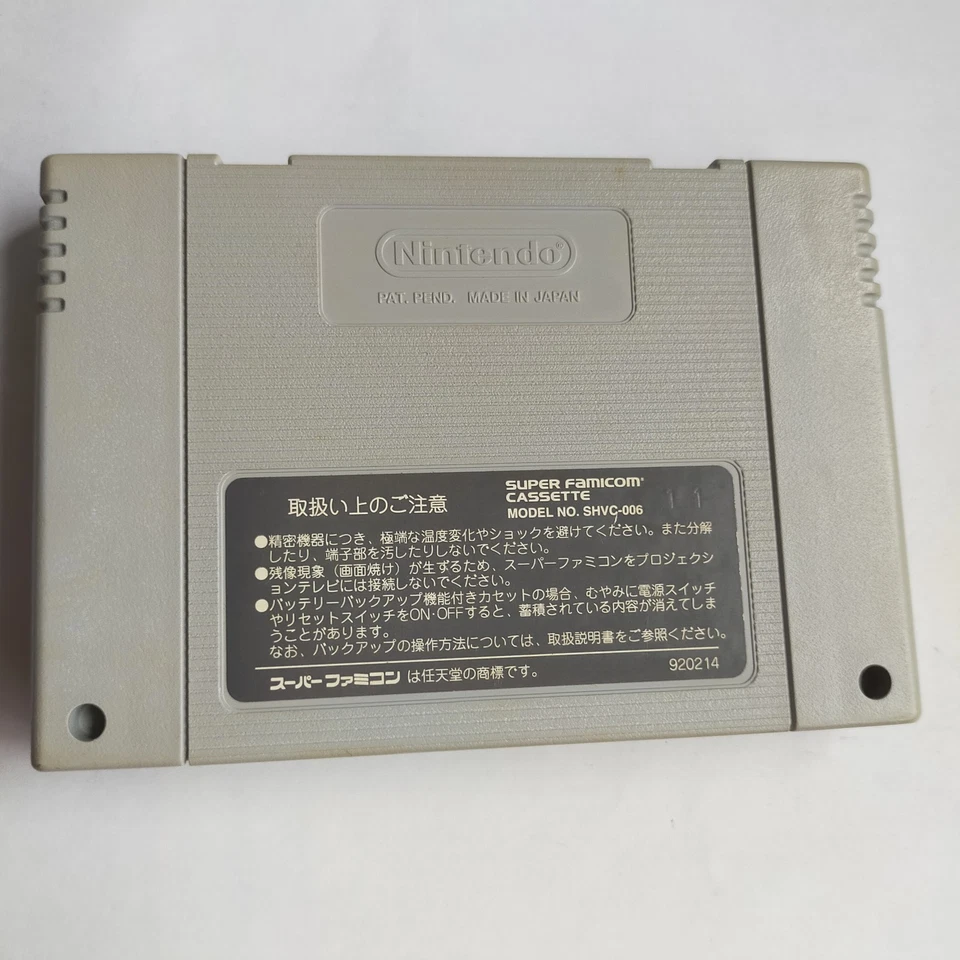 Nintendo®
PAT. PEND. MADE IN JAPAN
取扱い上のご注意
SUPER FAMICOM®
CASSETTE
MODEL NO. SHVC-006
11
●精密機器につき、極端な温度変化やショックを避けてください。また分解
したり、端子部を汚したりしないでください。
●残像現象（画面焼け）が生ずるため、スーパーファミコンをプロジェクシ
ョンテレビには接続しないでください。
●バッテリーバックアップ機能付きカセットの場合、むやみに電源スイッチ
やリセットスイッチをON·OFFすると、蓄積されている内容が消えてしま
うことがあります。
なお、バックアップの操作方法については、取扱説明書をご参照ください。
スーパーファミコン は任天堂の商標です。
920214